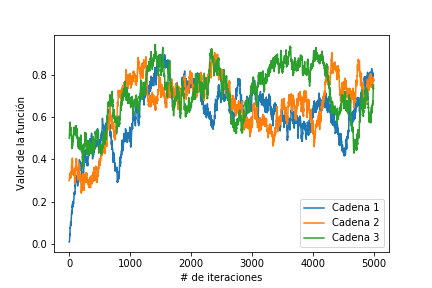 Valor de la función
0.8
0.6
0.4
0.2
0.0
0
1000
2000
3000
4000
5000
# de iteraciones
Cadena 1
Cadena 2
Cadena 3